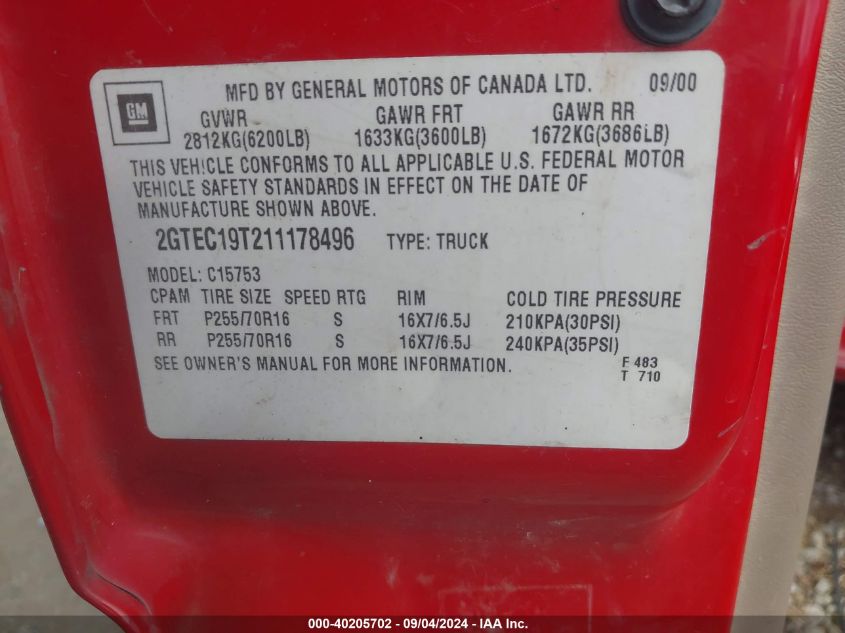 GM
MFD BY GENERAL MOTORS OF CANADA LTD. 09/00
GVWR GAWR FRT GAWR RR
2812KG(6200LB) 1633KG(3600LB) 1672KG(3686LB)
THIS VEHICLE CONFORMS TO ALL APPLICABLE U.S. FEDERAL MOTOR
VEHICLE SAFETY STANDARDS IN EFFECT ON THE DATE OF
MANUFACTURE SHOWN ABOVE.
2GTEC19T211178496 TYPE: TRUCK
MODEL: C15753
CPAM TIRE SIZE SPEED RTG RIM COLD TIRE PRESSURE
FRT P255/70R16 S 16X7/6.5J 210KPA(30PSI)
RR P255/70R16 S 16X7/6.5J 240KPA(35PSI)
SEE OWNER'S MANUAL FOR MORE INFORMATION. F 483
T 710
000-40205702 - 09/04/2024 - IAA Inc.